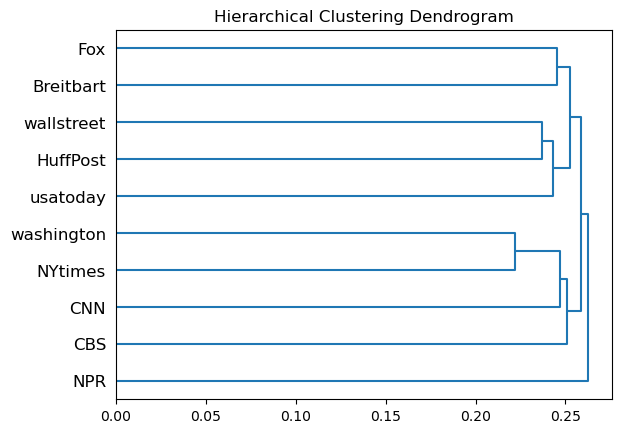 Hierarchical Clustering Dendrogram
Fox
Breitbart
wallstreet
HuffPost
usatoday
washington
NYtimes
CNN
CBS
NPR
0.00 0.05 0.10 0.15 0.20 0.25